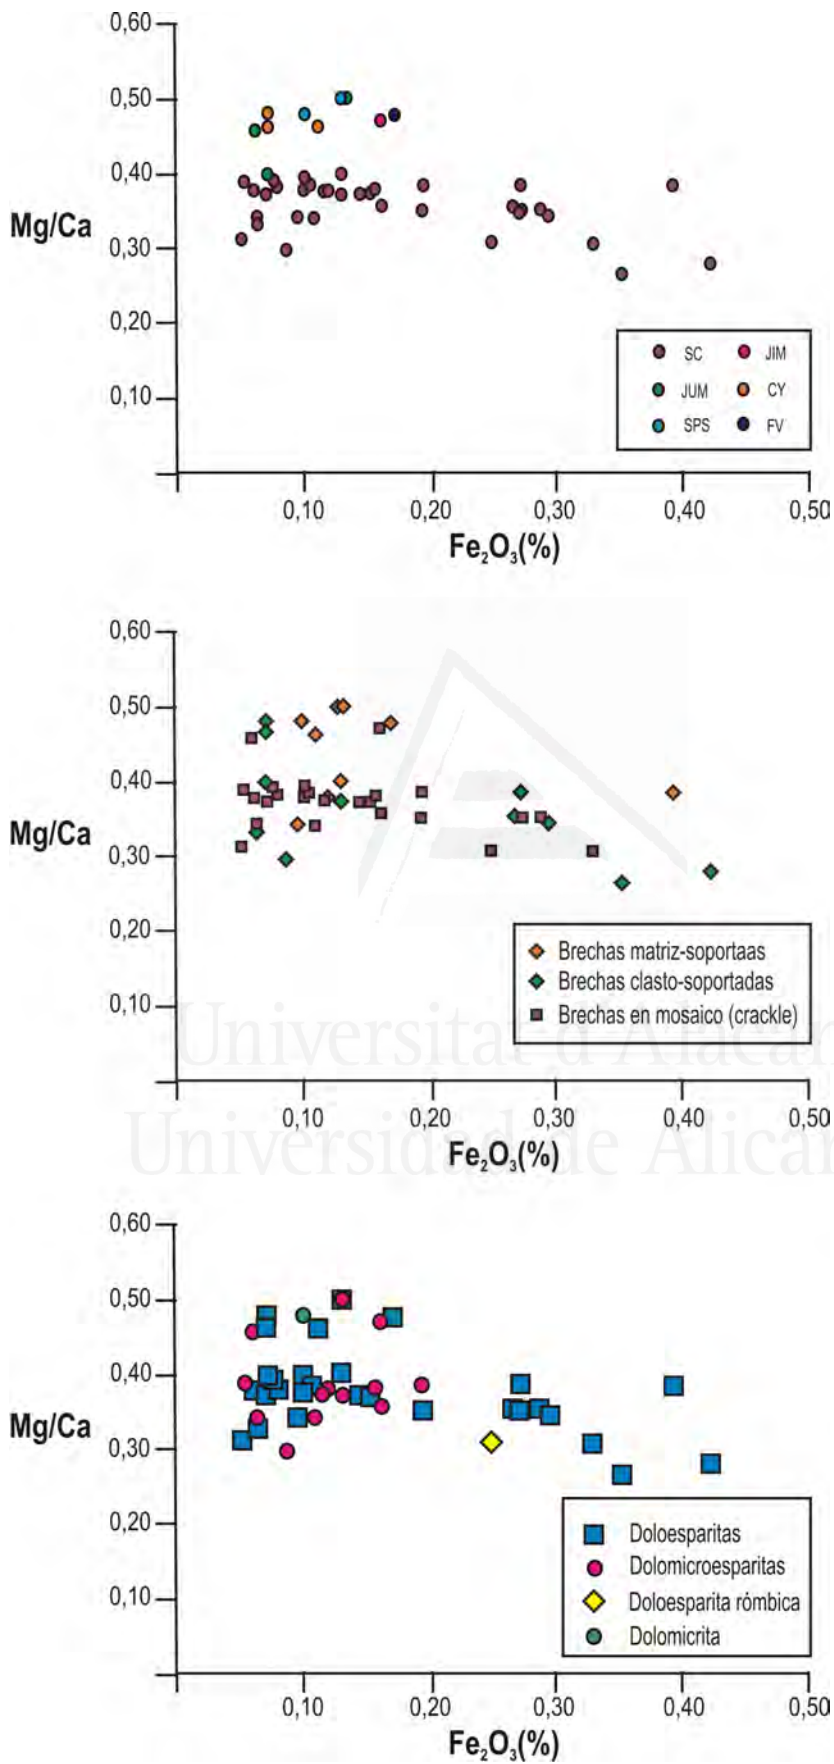 0,60
0,50
0,40
Mg/Ca
0,30
0,20
0,10
SC
JIM
JUM
CY
SPS
FV
0,10
0,20
0,30
0,40
0,50
Fe₂O₃(%)
0,60
0,50
0,40
Mg/Ca
0,30
0,20
0,10
Brechas matriz-soportaas
Brechas clasto-soportadas
Brechas en mosaico (crackle)
Universitat d'Alacan
0,10
0,20
0,30
0,40
0,50
Fe₂O₃(%)
Universidad de Alican
0,60
0,50
0,40
Mg/Ca
0,30
0,20
0,10
Doloesparitas
Dolomicroesparitas
Doloesparita rómbica
Dolomicrita
0,10
0,20
0,30
0,40
0,50
Fe₂O₃(%)